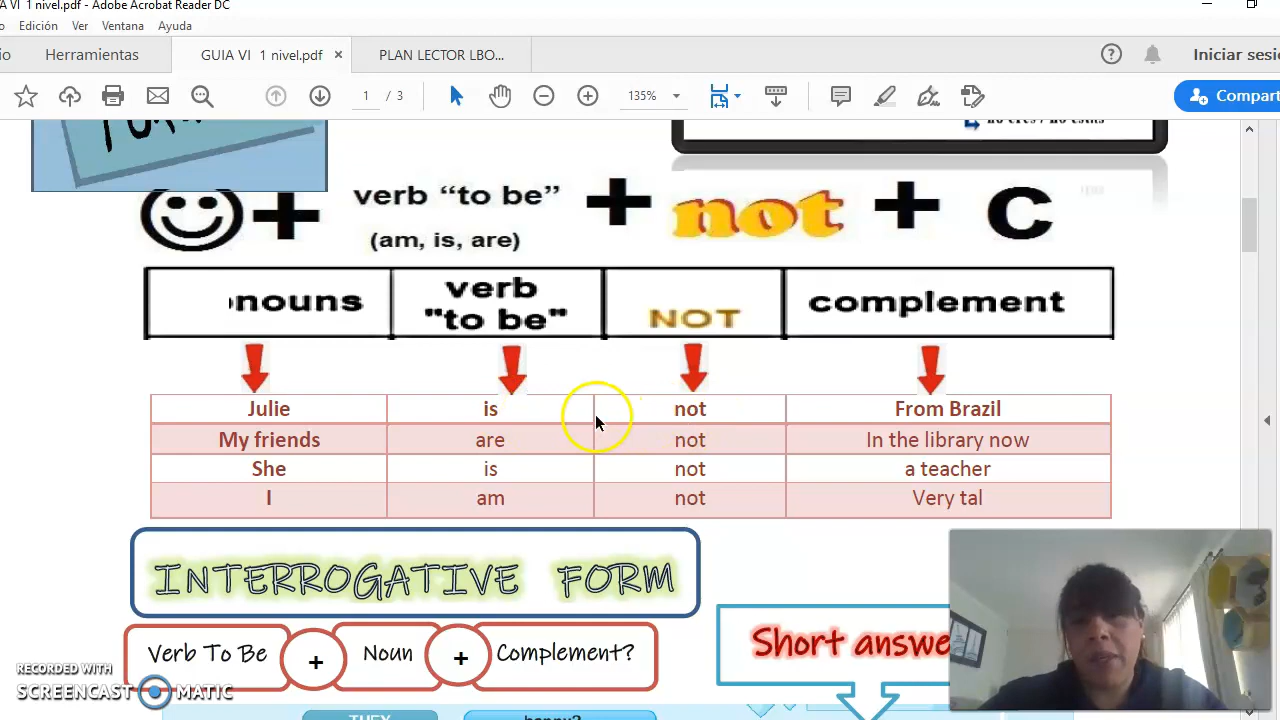 GUIA VI 1 nivel.pdf - Adobe Acrobat Reader DC
Edición Ver Ventana Ayuda
Herramientas GUIA VI 1 nivel.pdf × PLAN LECTOR LBO...
Iniciar sesi
1 / 3 135% Compart
+ verb “to be” + not + C
(am, is, are)
nouns verb "to be" NOT complement
Julie is not From Brazil
My friends are not In the library now
She is not a teacher
I am not Very tal
INTERROGATIVE FORM
Verb To Be + Noun + Complement?
Short answe
RECORDED WITH
SCREENCAST MATIC
THEY happy?